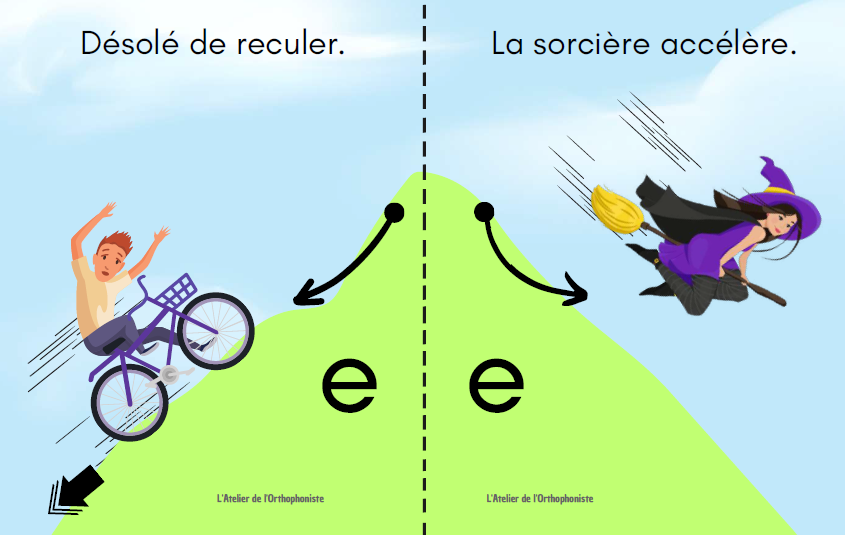 Désolé de reculer.
La sorcière accélère.
e
e
L'Atelier de l'Orthophoniste
L'Atelier de l'Orthophoniste